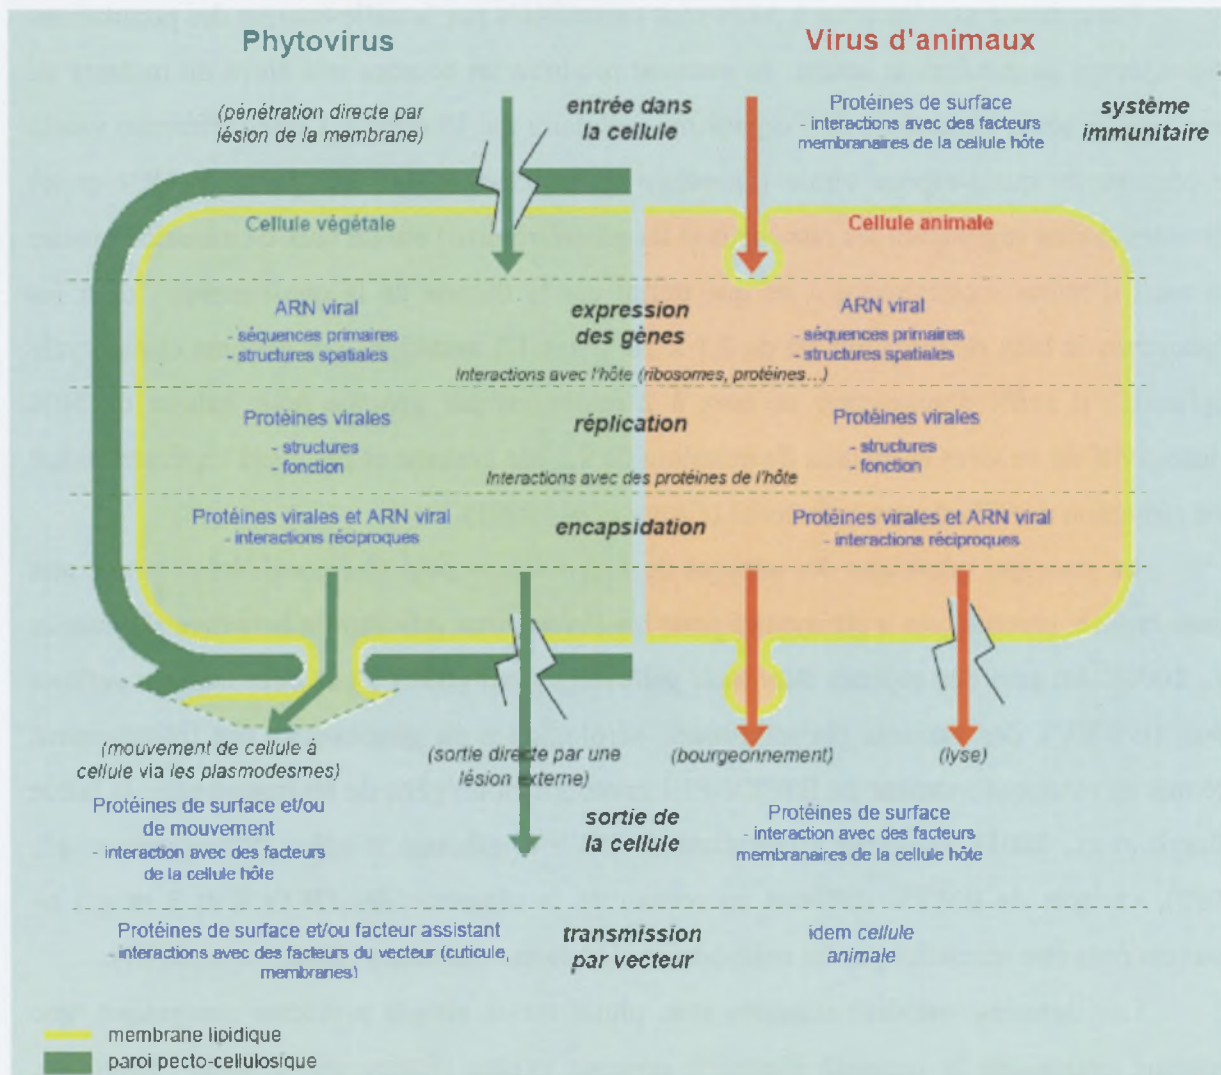 Phytovirus
Virus d'animaux
(pénétration directe par
lésion de la membrane)
entrée dans
la cellule
Protéines de surface
- interactions avec des facteurs
membranaires de la cellule hôte
système
immunitaire
Cellule végétale
Cellule animale
ARN viral
- séquences primaires
- structures spatiales
expression
des gènes
ARN viral
- séquences primaires
- structures spatiales
Interactions avec l'hôte (ribosomes, protéines...)
Protéines virales
- structures
- fonction
réplication
Protéines virales
- structures
- fonction
Interactions avec des protéines de l'hôte
Protéines virales et ARN viral
- interactions réciproques
encapsidation
Protéines virales et ARN viral
- interactions réciproques
(mouvement de cellule à
cellule via les plasmodesmes)
(sortie directe par une
lésion externe)
(bourgeonnement)
(lyse)
Protéines de surface et/ou
de mouvement
- interaction avec des facteurs
de la cellule hôte
sortie de
la cellule
Protéines de surface
- interaction avec des facteurs
membranaires de la cellule hôte
Protéines de surface et/ou facteur assistant
- interactions avec des facteurs du vecteur (cuticule,
membranes)
transmission
par vecteur
idem cellule
animale
membrane lipidique
paroi pecto-cellulosique